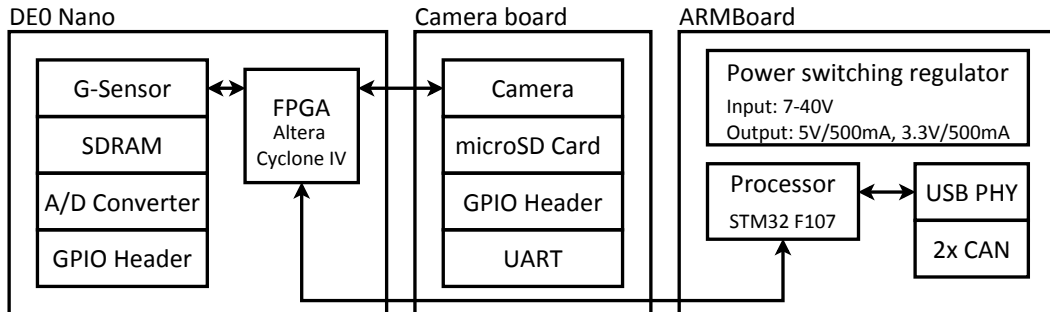 DE0 Nano
G-Sensor
SDRAM
A/D Converter
GPIO Header
FPGA
Altera
Cyclone IV
Camera board
Camera
microSD Card
GPIO Header
UART
ARMBoard
Power switching regulator
Input: 7-40V
Output: 5V/500mA, 3.3V/500mA
Processor
STM32 F107
USB PHY
2x CAN